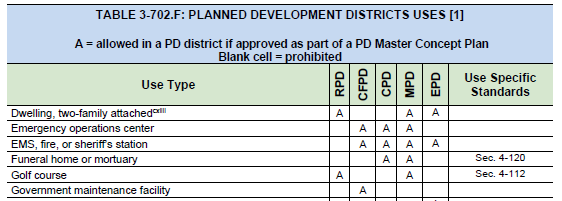 TABLE 3-702.F: PLANNED DEVELOPMENT DISTRICTS USES [1]
A = allowed in a PD district if approved as part of a PD Master Concept Plan
Blank cell = prohibited
Use Type RPD CFPD CPD MPD EPD Use Specific Standards
Dwelling, two-family attached A A A
Emergency operations center A A A
EMS, fire, or sheriff's station A A A A
Funeral home or mortuary A A Sec. 4-120
Golf course A A Sec. 4-112
Government maintenance facility A